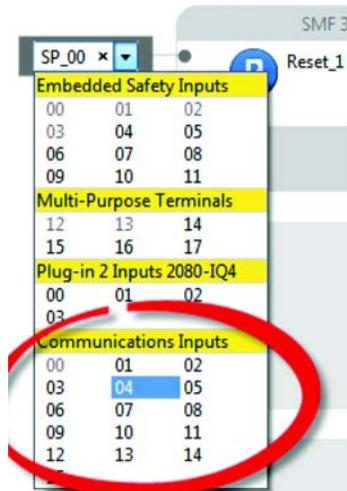 SMF 3
SP_00 × ▼
R Reset_1
Embedded Safety Inputs
00 01 02
03 04 05
06 07 08
09 10 11
Multi-Purpose Terminals
12 13 14
15 16 17
Plug-in 2 Inputs 2080-IQ4
00 01 02
03
Communications Inputs
00 01 02
03 04 05
06 07 08
09 10 11
12 13 14